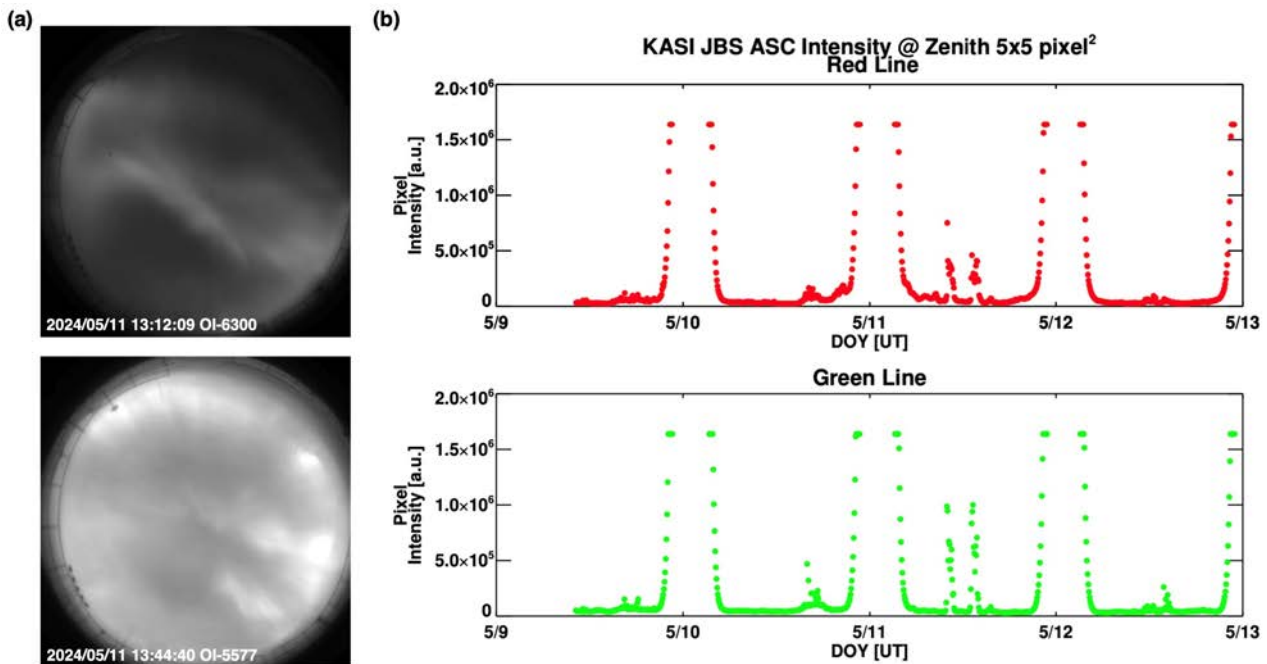 (a)
2024/05/11 13:12:09 OI-6300
2024/05/11 13:44:40 OI-5577
(b)
KASI JBS ASC Intensity @ Zenith 5x5 pixel²
Red Line
Pixel
Intensity [a.u.]
2.0×10⁶
1.5×10⁶
1.0×10⁶
5.0×10⁵
0
5/9 5/10 5/11 5/12 5/13
DOY [UT]
Green Line
Pixel
Intensity [a.u.]
2.0×10⁶
1.5×10⁶
1.0×10⁶
5.0×10⁵
0
5/9 5/10 5/11 5/12 5/13
DOY [UT]